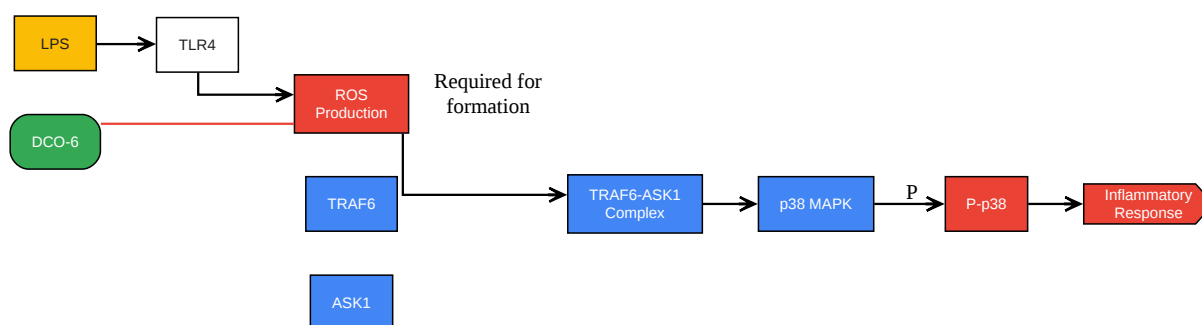 LPS
TLR4
ROS
Production
Required for
formation
DCO-6
TRAF6
TRAF6-ASK1
Complex
p38 MAPK
P
P-p38
Inflammatory
Response
ASK1